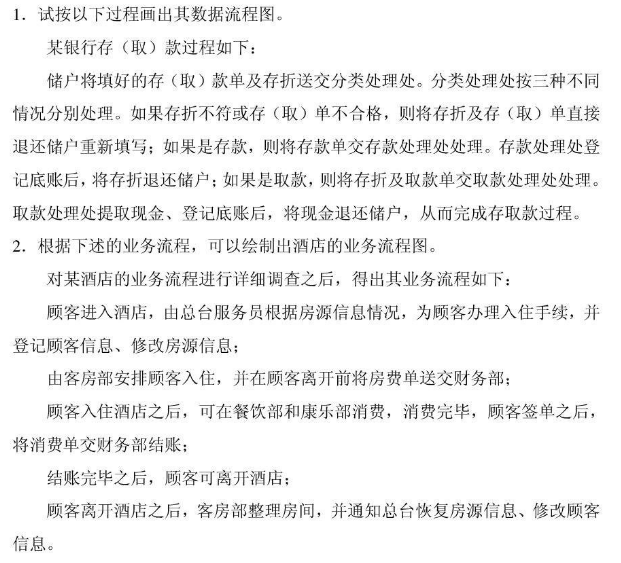 1．试按以下过程画出其数据流程图。
某银行存（取）款过程如下：
储户将填好的存（取）款单及存折送交分类处理处。分类处理处按三种不同
情况分别处理。如果存折不符或存（取）单不合格，则将存折及存（取）单直接
退还储户重新填写；如果是存款，则将存款单交存款处理处处理。存款处理处登
记底账后，将存折退还储户；如果是取款，则将存折及取款单交取款处理处处理。
取款处理处提取现金、登记底账后，将现金退还储户，从而完成存取款过程。
2．根据下述的业务流程，可以绘制出酒店的业务流程图。
对某酒店的业务流程进行详细调查之后，得出其业务流程如下：
顾客进入酒店，由总台服务员根据房源信息情况，为顾客办理入住手续，并
登记顾客信息、修改房源信息；
由客房部安排顾客入住，并在顾客离开前将房费单送交财务部；
顾客入住酒店之后，可在餐饮部和康乐部消费，消费完毕，顾客签单之后，
将消费单交财务部结账；
结账完毕之后，顾客可离开酒店；
顾客离开酒店之后，客房部整理房间，并通知总台恢复房源信息、修改顾客
信息。